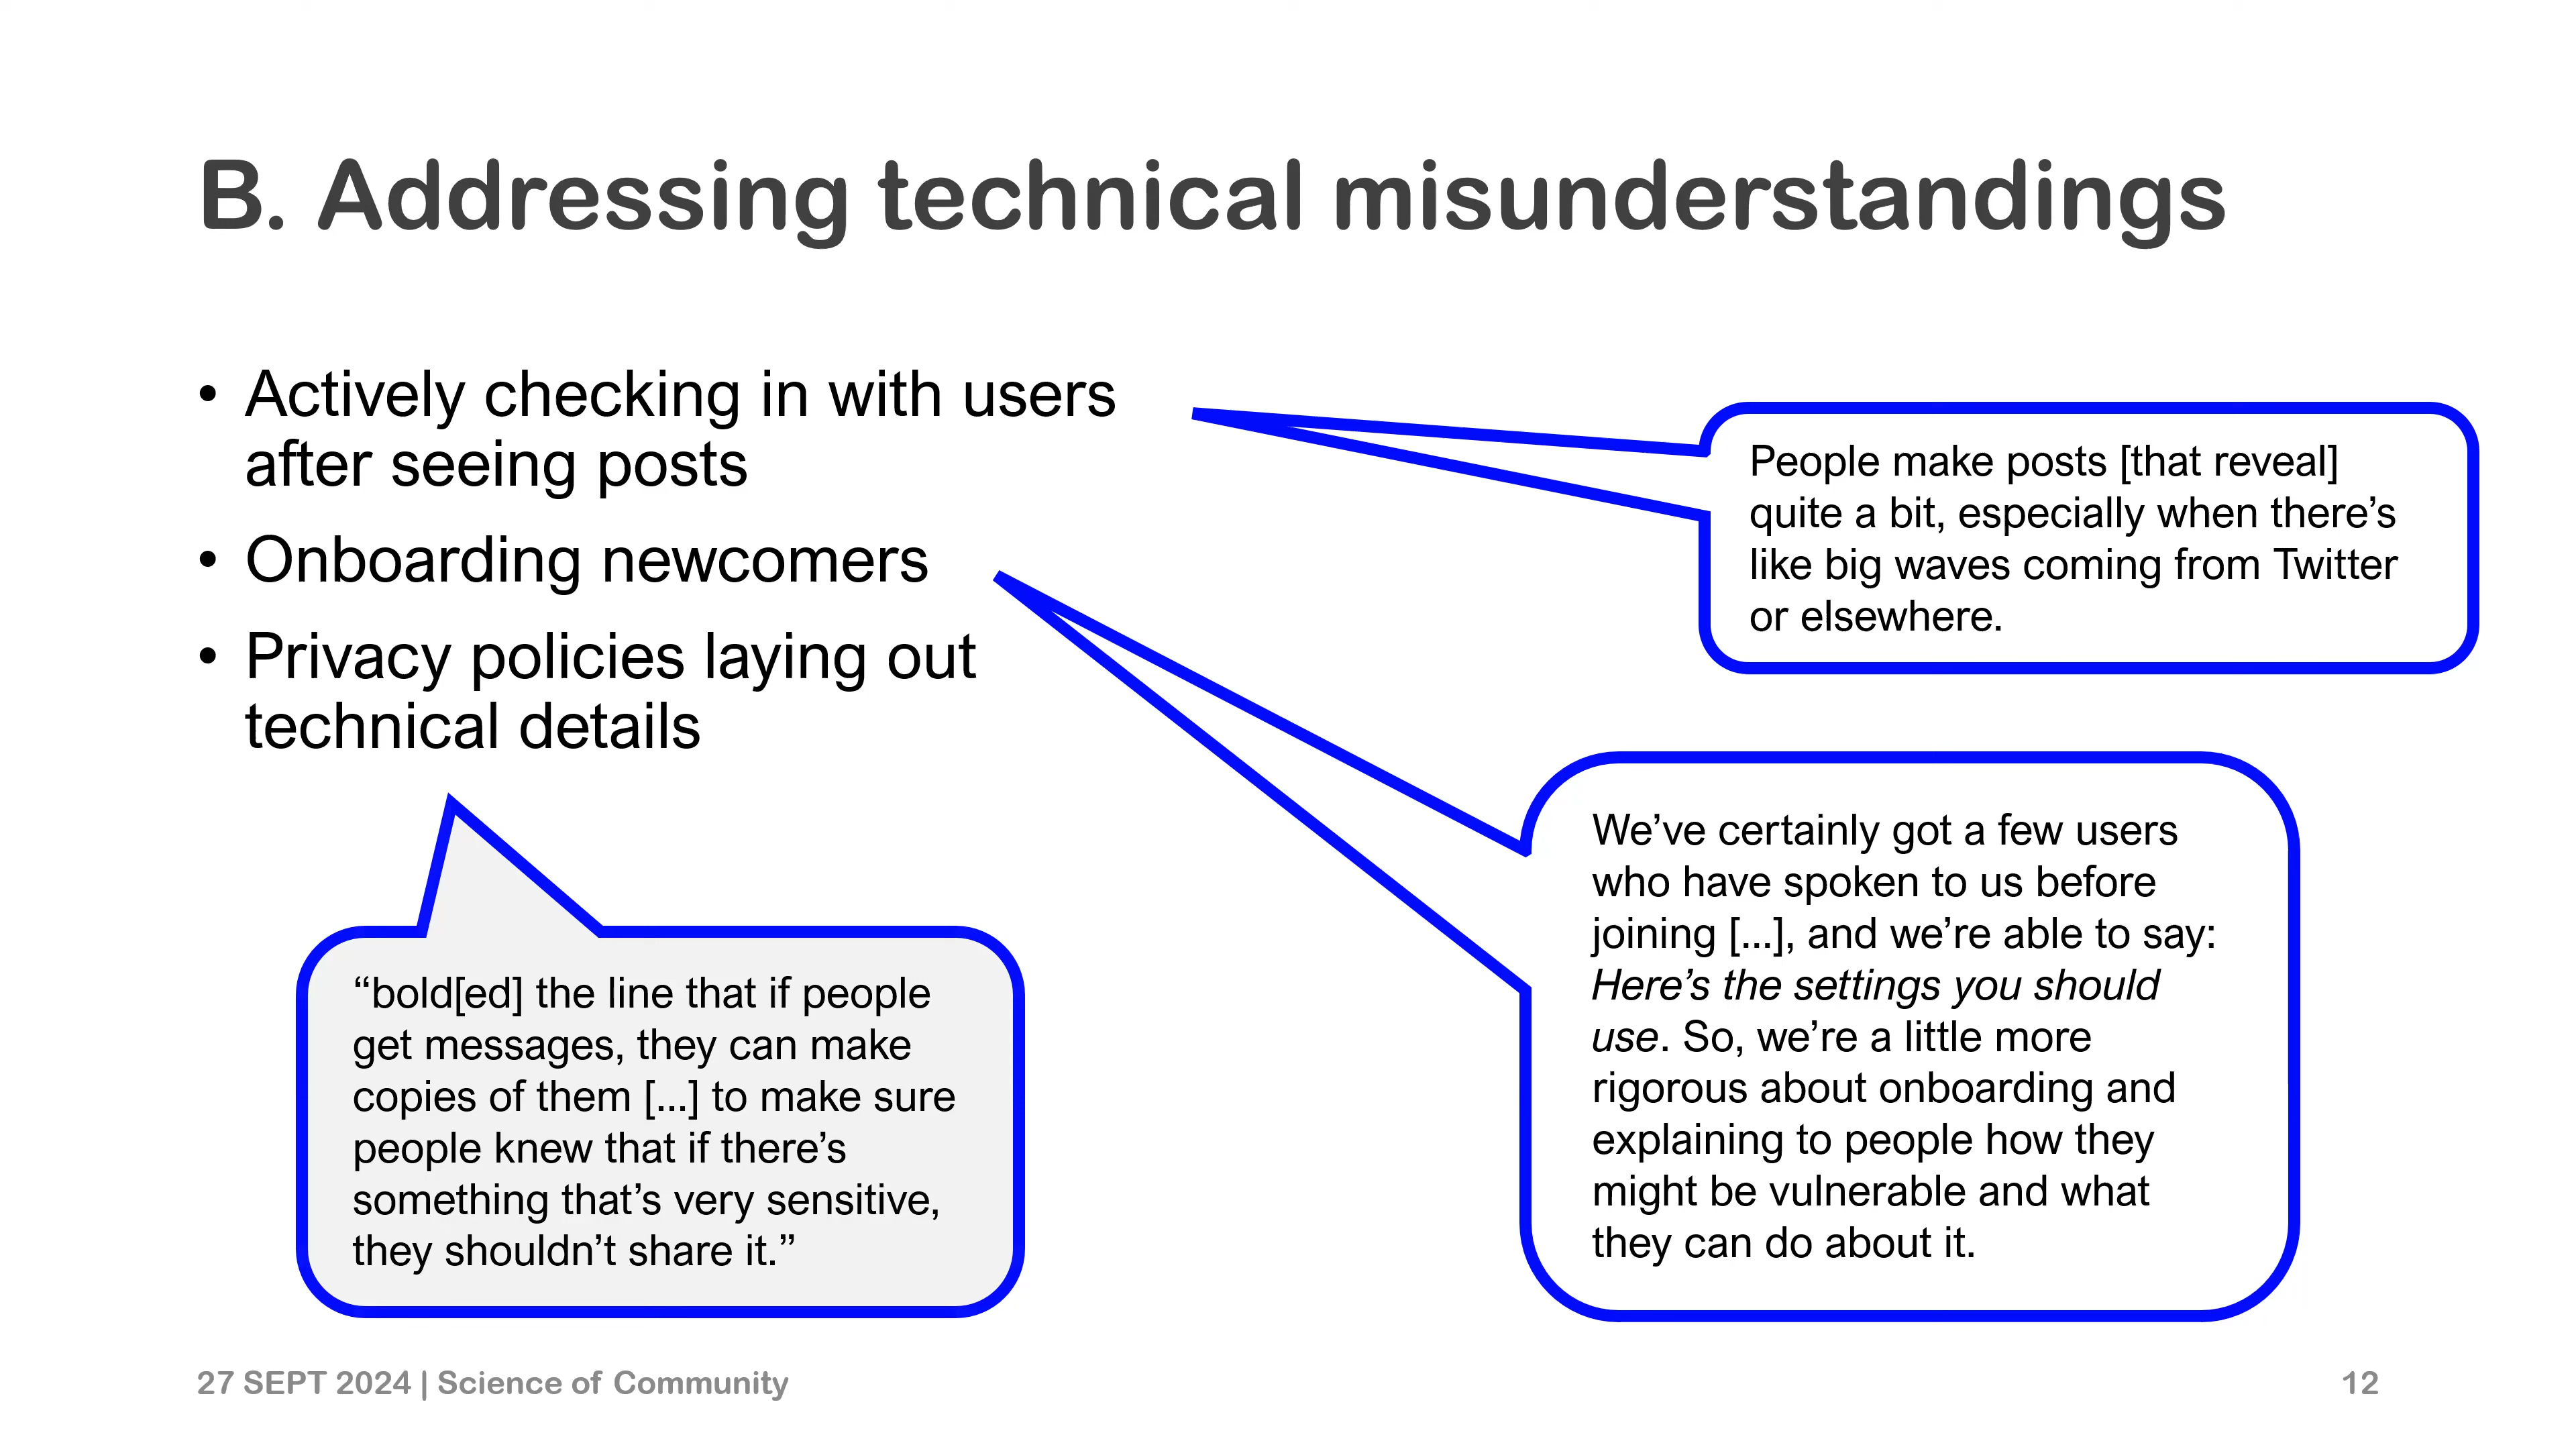 B. Addressing technical misunderstandings
• Actively checking in with users
after seeing posts
• Onboarding newcomers
• Privacy policies laying out
technical details
People make posts [that reveal]
quite a bit, especially when there’s
like big waves coming from Twitter
or elsewhere.
We’ve certainly got a few users
who have spoken to us before
joining [...], and we’re able to say:
Here’s the settings you should
use. So, we’re a little more
rigorous about onboarding and
explaining to people how they
might be vulnerable and what
they can do about it.
“bold[ed] the line that if people
get messages, they can make
copies of them [...] to make sure
people knew that if there’s
something that’s very sensitive,
they shouldn’t share it.”
27 SEPT 2024 | Science of Community
12